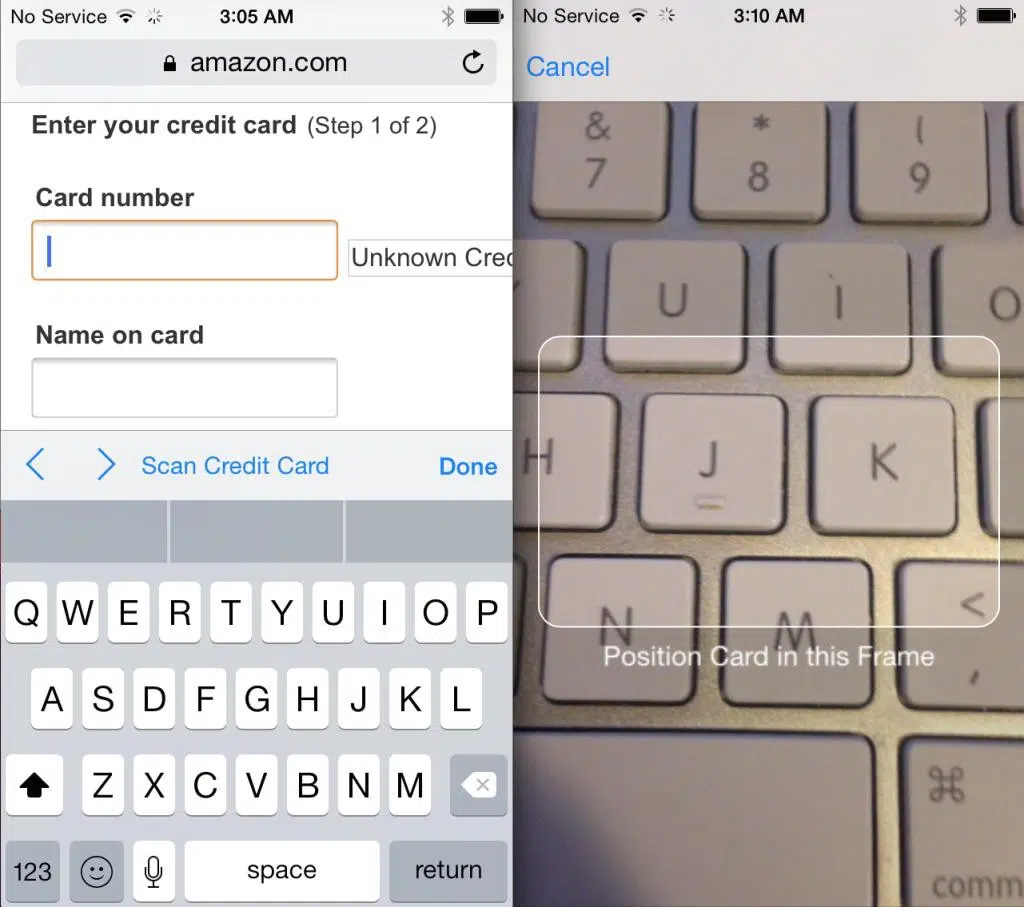 No Service 3:05 AM
amazon.com
Enter your credit card (Step 1 of 2)
Card number
Unknown Cred
Name on card
Scan Credit Card Done
Q W E R T Y U I O P
A S D F G H J K L
Z X C V B N M
123 space return
No Service 3:10 AM
Cancel
& * (
7 8 9
U I O
H J K
N M <
,
Position Card in this Frame
⌘
comm